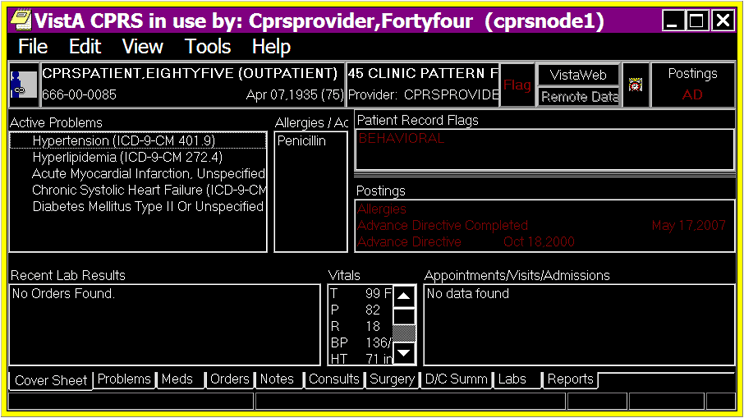 VistA CPRS in use by: Cprsprovider,Fortyfour (cprsnode1)
File Edit View Tools Help
CPRSPATIENT,EIGHTYFIVE (OUTPATIENT) 45 CLINIC PATTERN F Flag VistaWeb Postings
666-00-0085 Apr 07,1935 (75) Provider: CPRSPROVIDE Remote Data AD
Active Problems
Hypertension (ICD-9-CM 401.9)
Hyperlipidemia (ICD-9-CM 272.4)
Acute Myocardial Infarction, Unspecified
Chronic Systolic Heart Failure (ICD-9-CM
Diabetes Mellitus Type II Or Unspecified
Allergies / Ac
Penicillin
Patient Record Flags
BEHAVIORAL
Postings
Allergies
Advance Directive Completed May 17,2007
Advance Directive Oct 18,2000
Recent Lab Results
No Orders Found.
Vitals
T 99 F
P 82
R 18
BP 136/
HT 71 in
Appointments/Visits/Admissions
No data found
Cover Sheet Problems Meds Orders Notes Consults Surgery D/C Summ Labs Reports